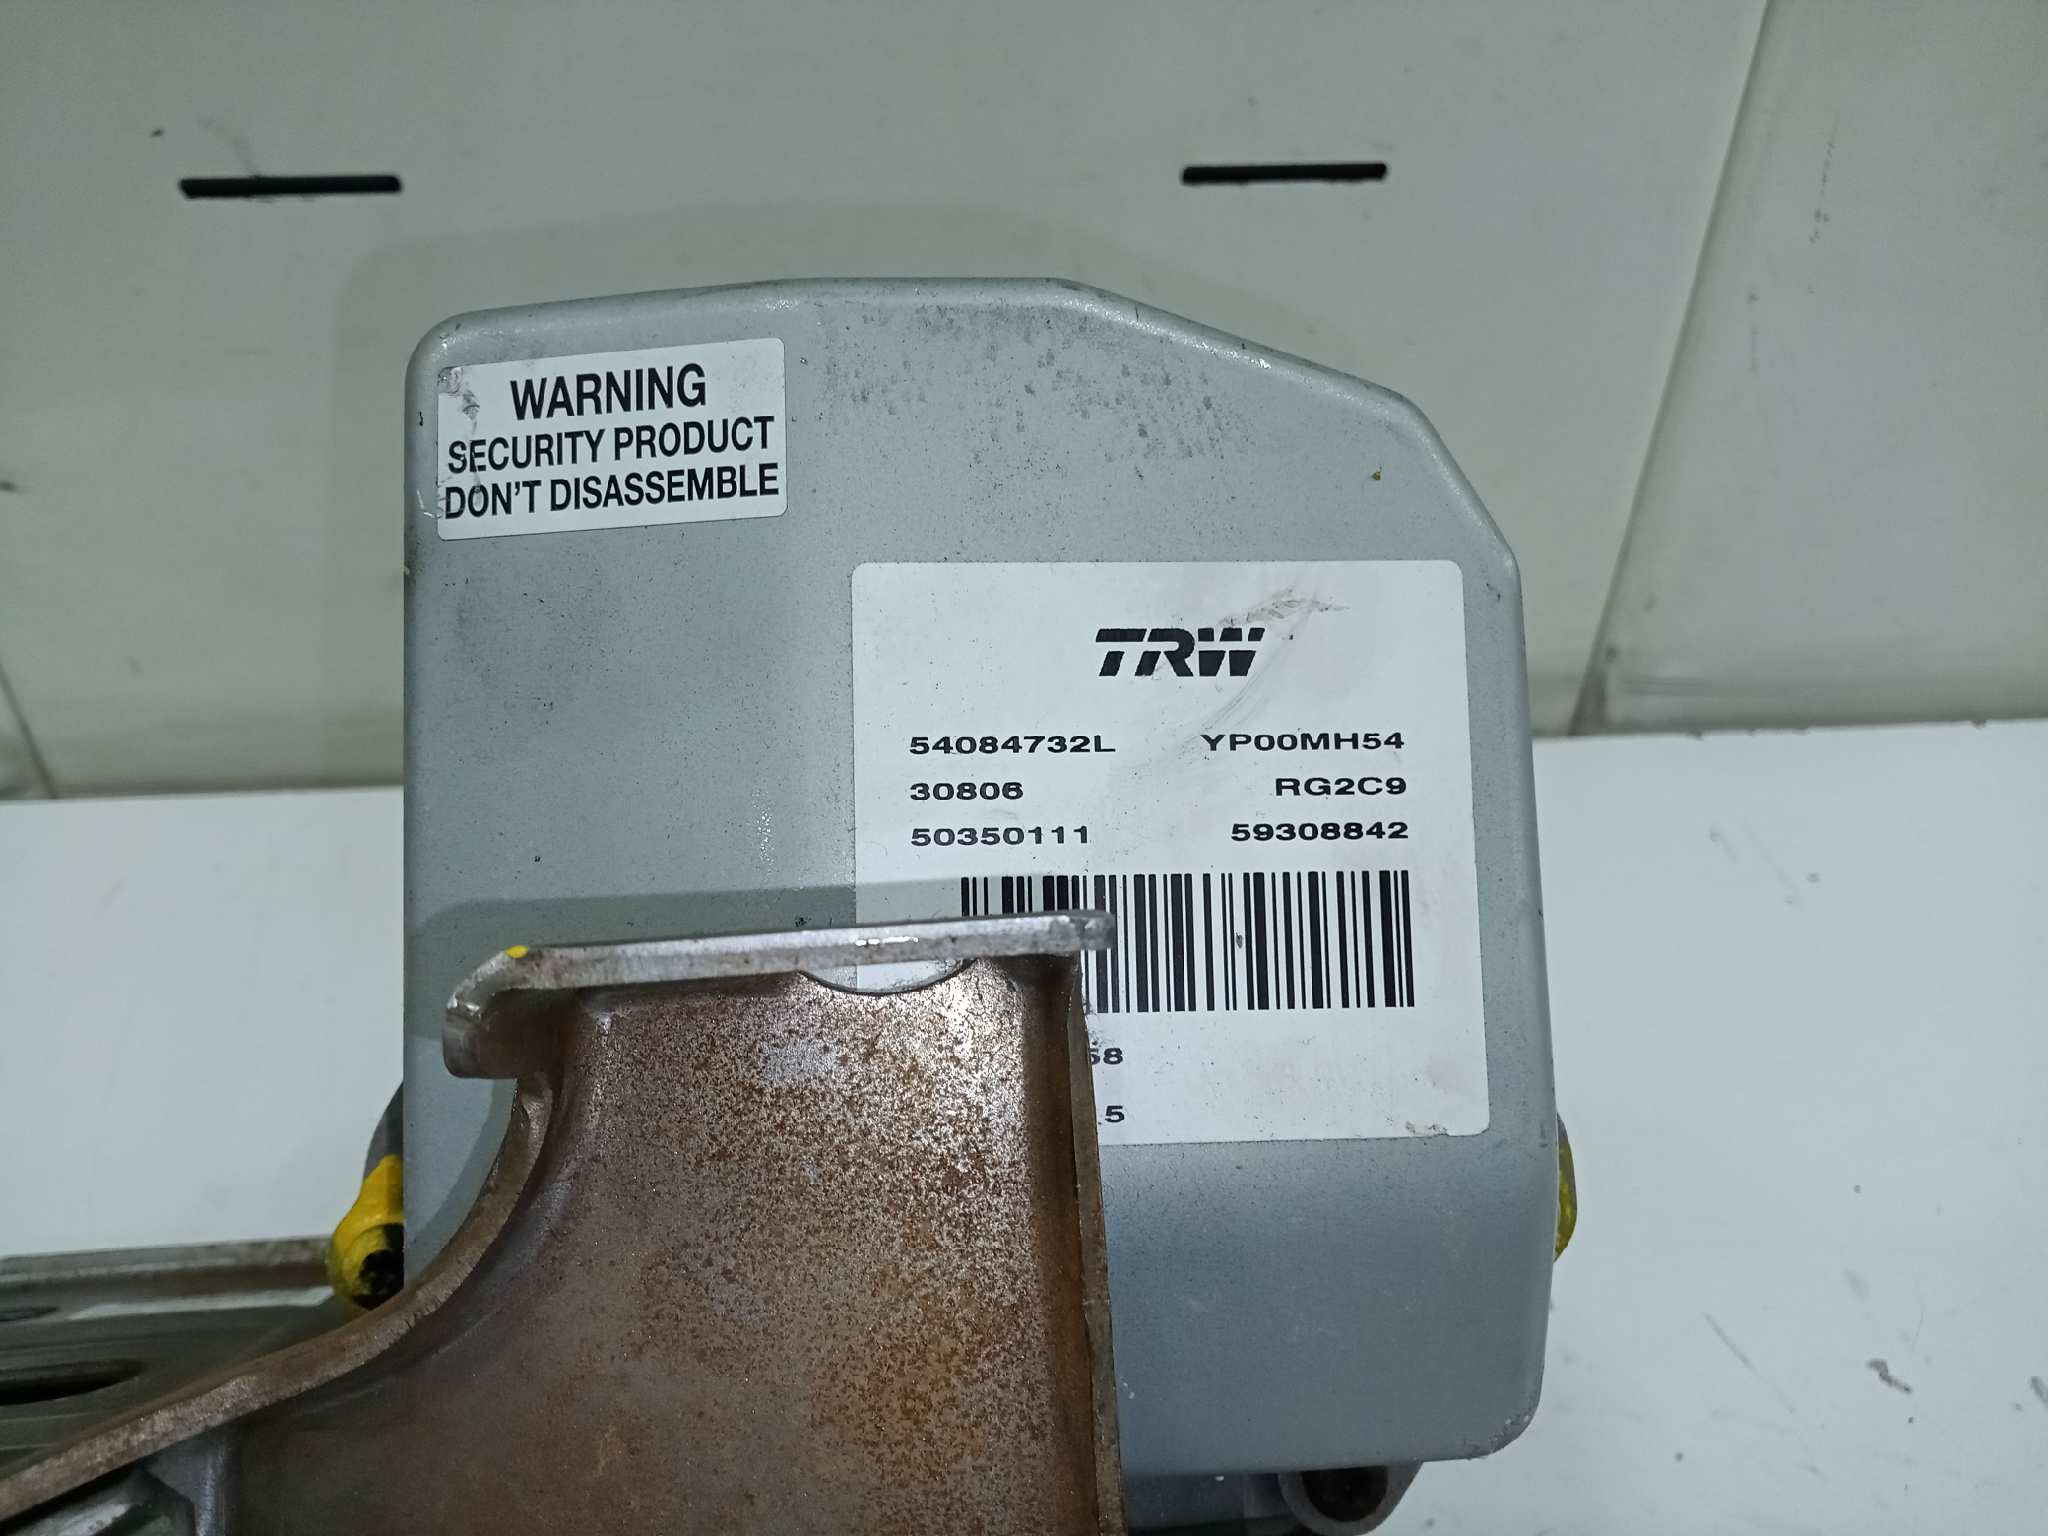 WARNING
SECURITY PRODUCT
DON'T DISASSEMBLE
TRW
54084732L YP00MH54
30806 RG2C9
50350111 59308842